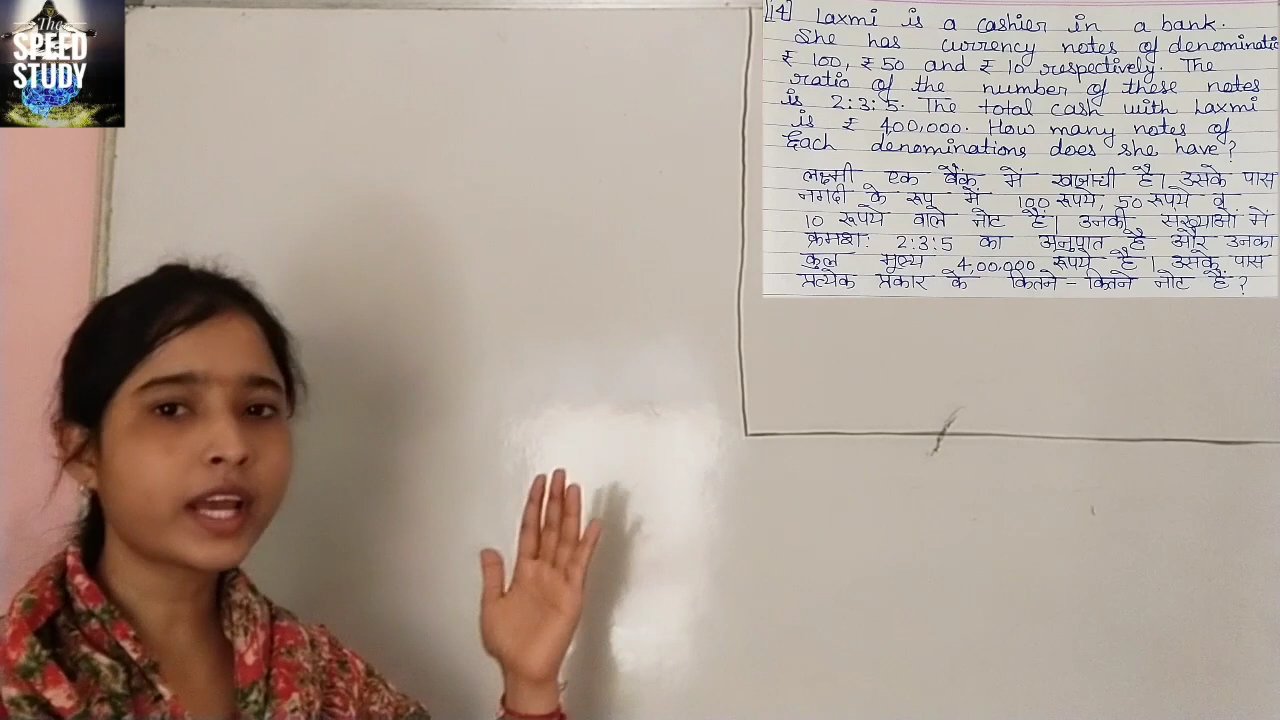 The
SPEED
STUDY
[14] Laxmi is a cashier in a bank.
She has currency notes of denominati
₹ 100, ₹ 50 and ₹ 10 respectively. The
ratio of the number of these notes
is 2:3:5. The total cash with Laxmi
is ₹ 400,000. How many notes of
Each denominations does she have?
लक्ष्मी एक बैंक में खजांची है। उसके पास
नगदी के रूप में 100 रूपये, 50 रूपये व
10 रूपये वाले नोट है। उनकी संख्याओं में
क्रमशः 2:3:5 का अनुपात है और उनका
कुल मूल्य 4,00,000 रूपये है। उसके पास
प्रत्येक प्रकार के कितने - कितने नोट हैं?